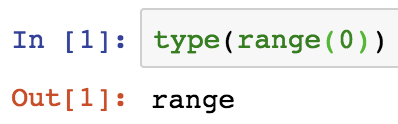 In [1]: type(range(0))
Out[1]: range